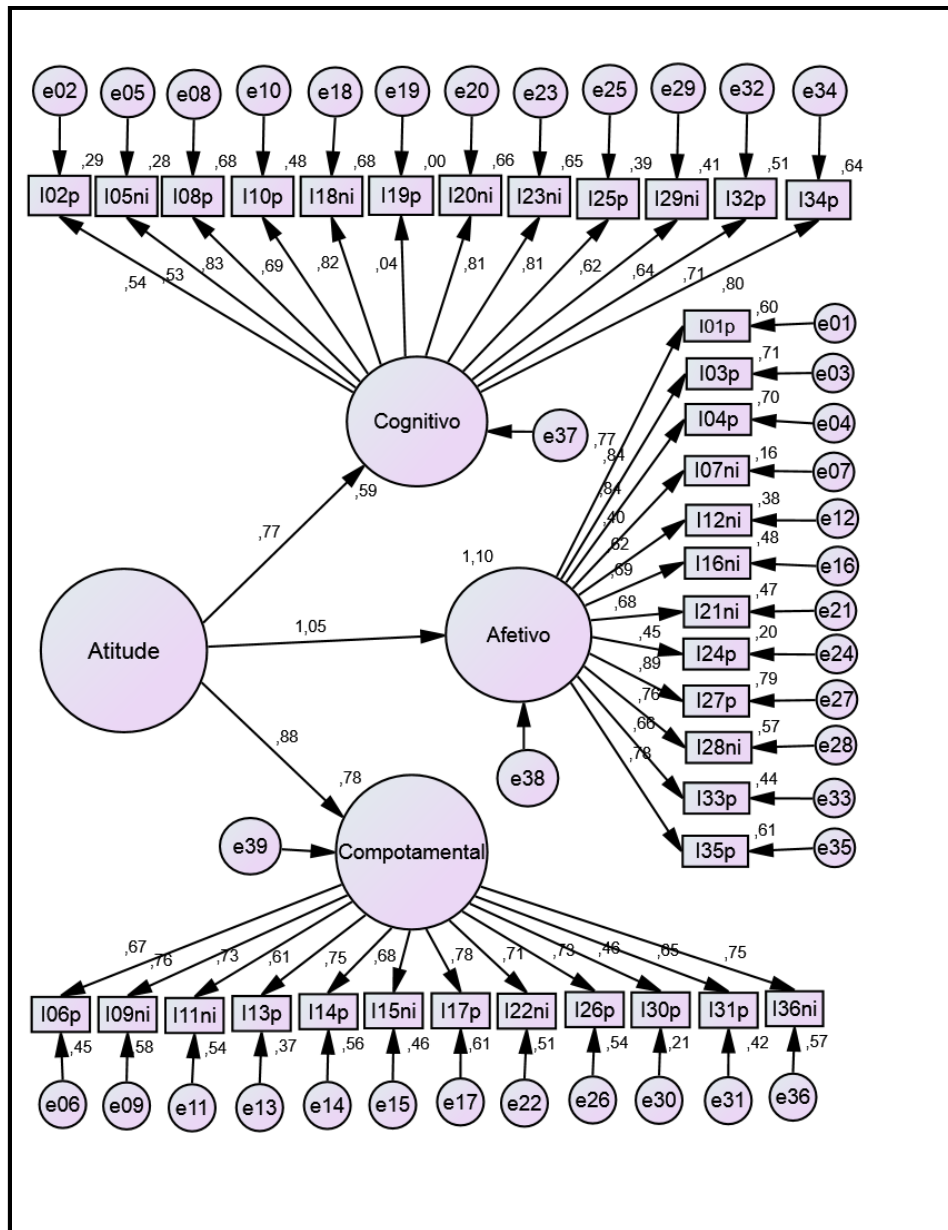 e02 e05 e08 e10 e18 e19 e20 e23 e25 e29 e32 e34
,29 ,28 ,68 ,48 ,68 ,00 ,66 ,65 ,39 ,41 ,51 ,64
I02p I05ni I08p I10p I18ni I19p I20ni I23ni I25p I29ni I32p I34p
,54 ,53 ,83 ,69 ,82 ,04 ,81 ,81 ,62 ,64 ,71 ,80
Cognitivo
e37
,59
,77
Atitude
1,05
1,10
Afetivo
e38
,77 I01p ,60 e01
,84 I03p ,71 e03
,84 I04p ,70 e04
,40 I07ni ,16 e07
,62 I12ni ,38 e12
,69 I16ni ,48 e16
,68 I21ni ,47 e21
,45 I24p ,20 e24
,89 I27p ,79 e27
,76 I28ni ,57 e28
,66 I33p ,44 e33
,78 I35p ,61 e35
,88
,78
e39
Compotamental
,67 ,76 ,73 ,61 ,75 ,68 ,78 ,71 ,73 ,46 ,65 ,75
I06p I09ni I11ni I13p I14p I15ni I17p I22ni I26p I30p I31p I36ni
,45 ,58 ,54 ,37 ,56 ,46 ,61 ,51 ,54 ,21 ,42 ,57
e06 e09 e11 e13 e14 e15 e17 e22 e26 e30 e31 e36